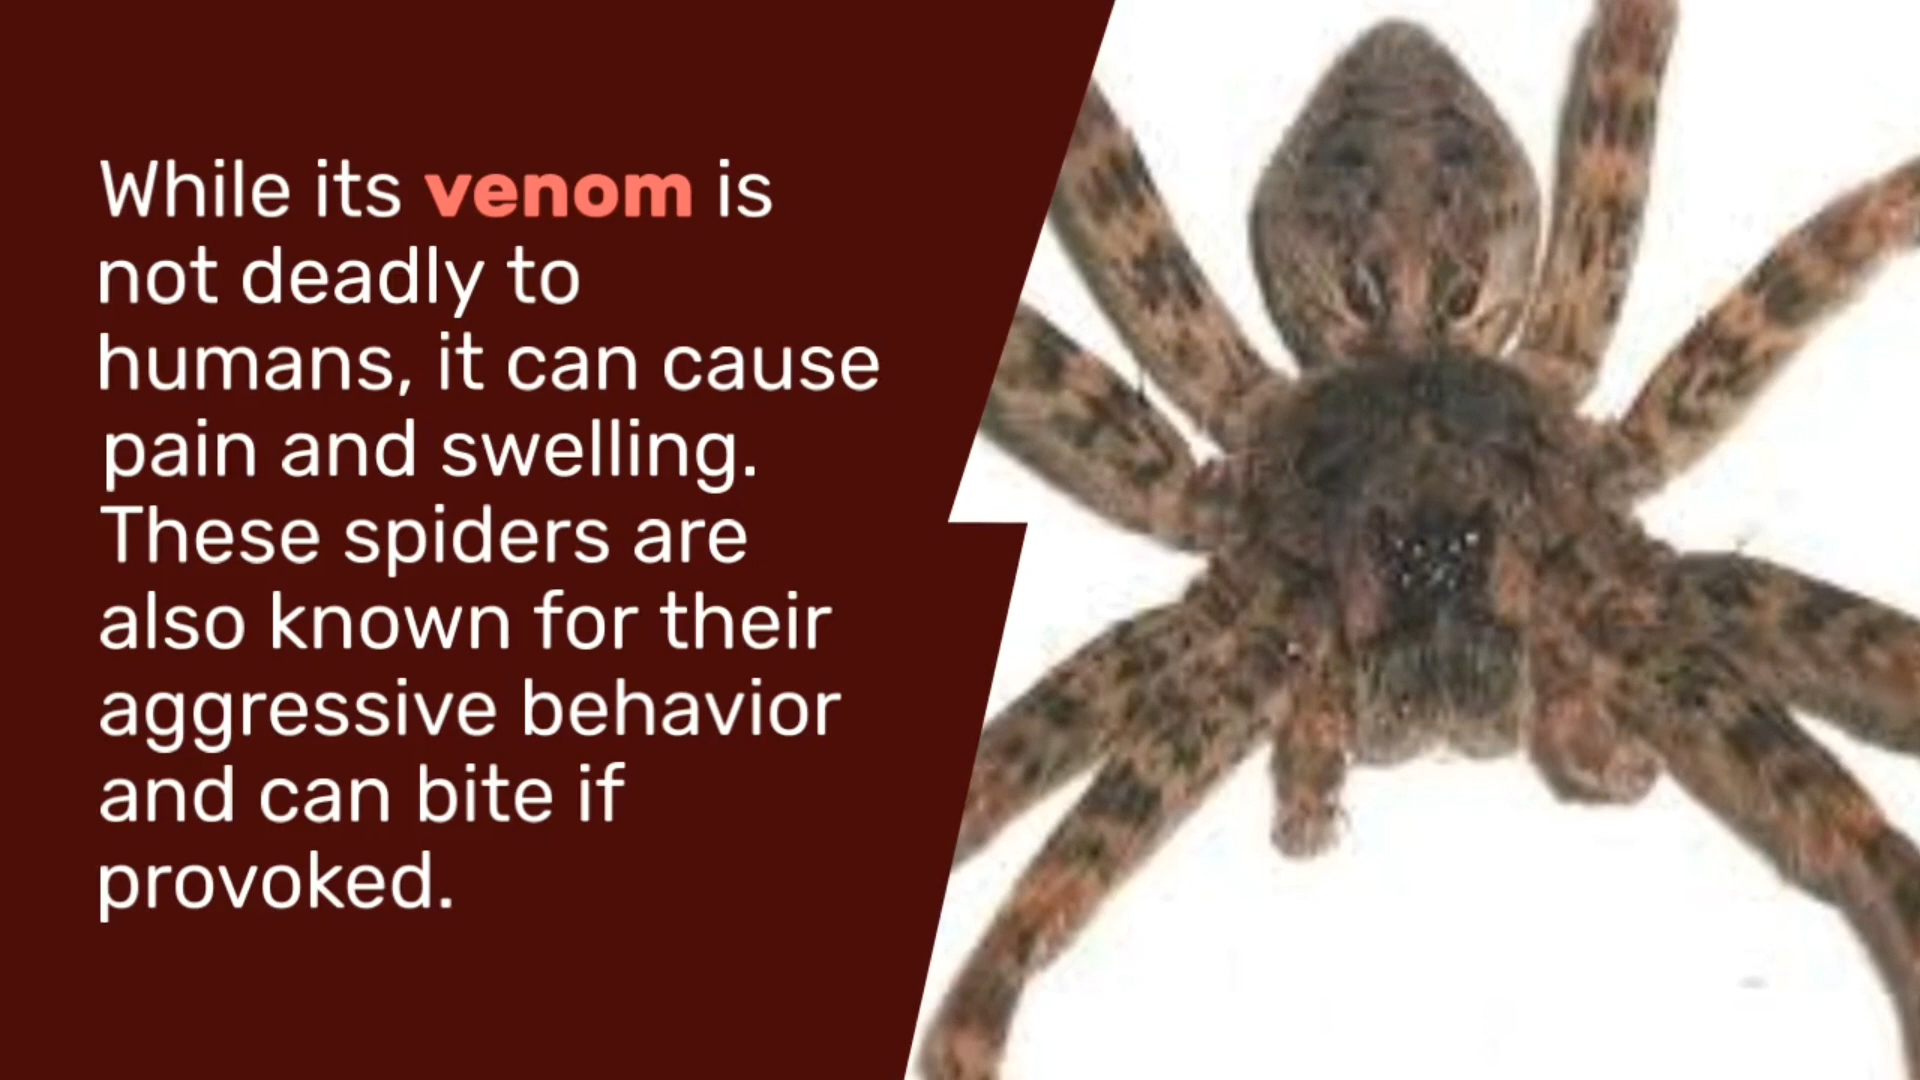 While its venom is
not deadly to
humans, it can cause
pain and swelling.
These spiders are
also known for their
aggressive behavior
and can bite if
provoked.